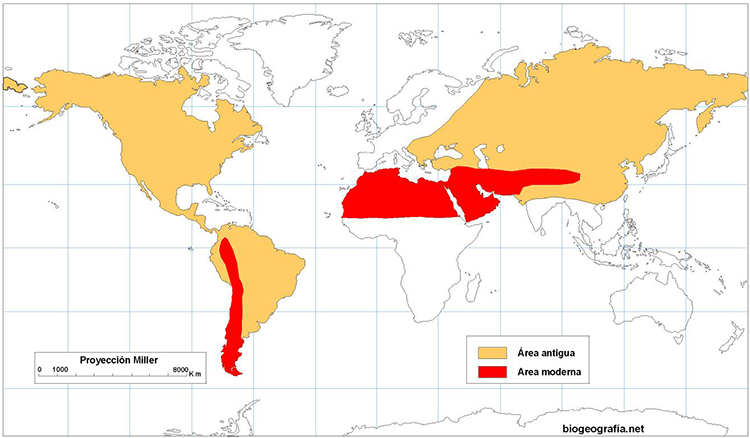 Proyección Miller
0 1000 8000
Km
Área antigua
Area moderna
biogeografía.net